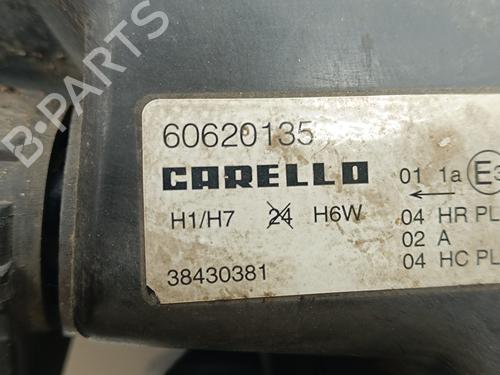 B-PARTS
60620135
CARELLO 01 1a E3
H1/H7 24 H6W 04 HR PL
02 A
38430381 04 HC PL